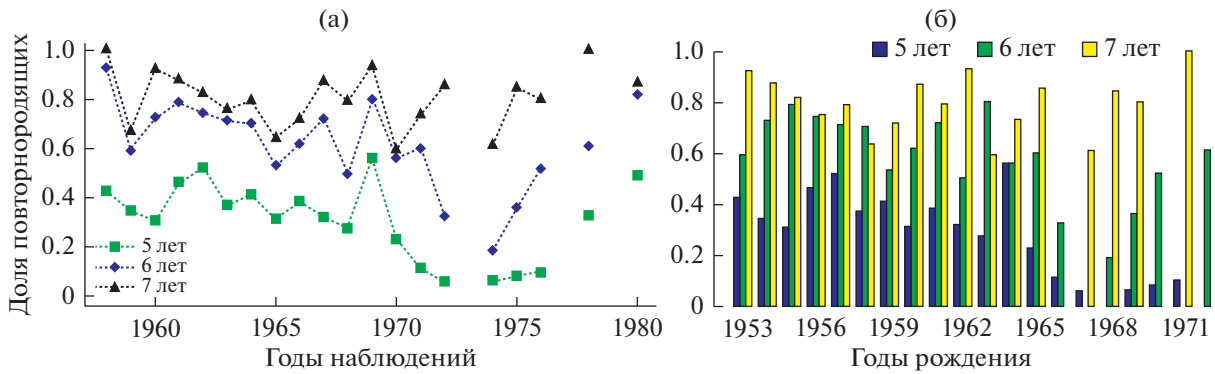 (а)
Доля повторнородящих
1.0
0.8
0.6
0.4
0.2
0
5 лет
6 лет
7 лет
1960 1965 1970 1975 1980
Годы наблюдений
(б)
5 лет 6 лет 7 лет
1.0
0.8
0.6
0.4
0.2
0
1953 1956 1959 1962 1965 1968 1971
Годы рождения